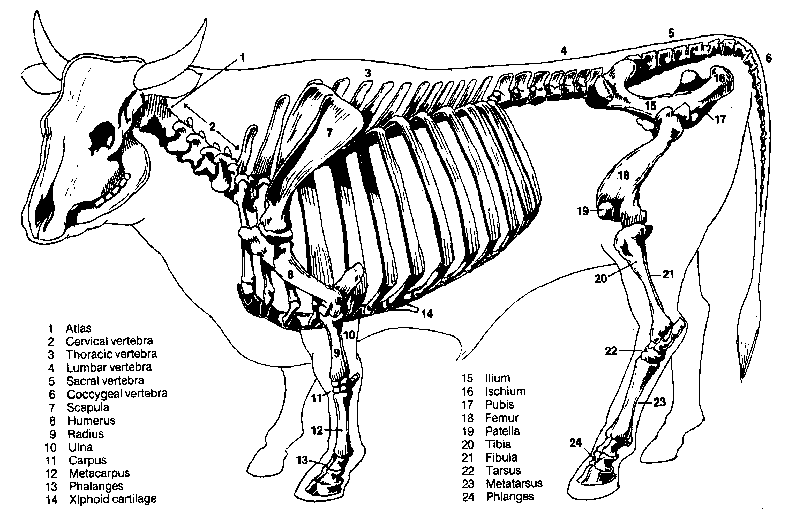 5
4
6
1
3
16
2
15
17
7
18
19
8
20
21
14
10
9
22
11
23
12
24
13
1 Atlas
2 Cervical vertebra
3 Thoracic vertebra
4 Lumbar vertebra
5 Sacral vertebra
6 Coccygeal vertebra
7 Scapula
8 Humerus
9 Radius
10 Ulna
11 Carpus
12 Metacarpus
13 Phalanges
14 Xiphoid cartilage
15 Ilium
16 Ischium
17 Pubis
18 Femur
19 Patella
20 Tibia
21 Fibula
22 Tarsus
23 Metatarsus
24 Phlanges